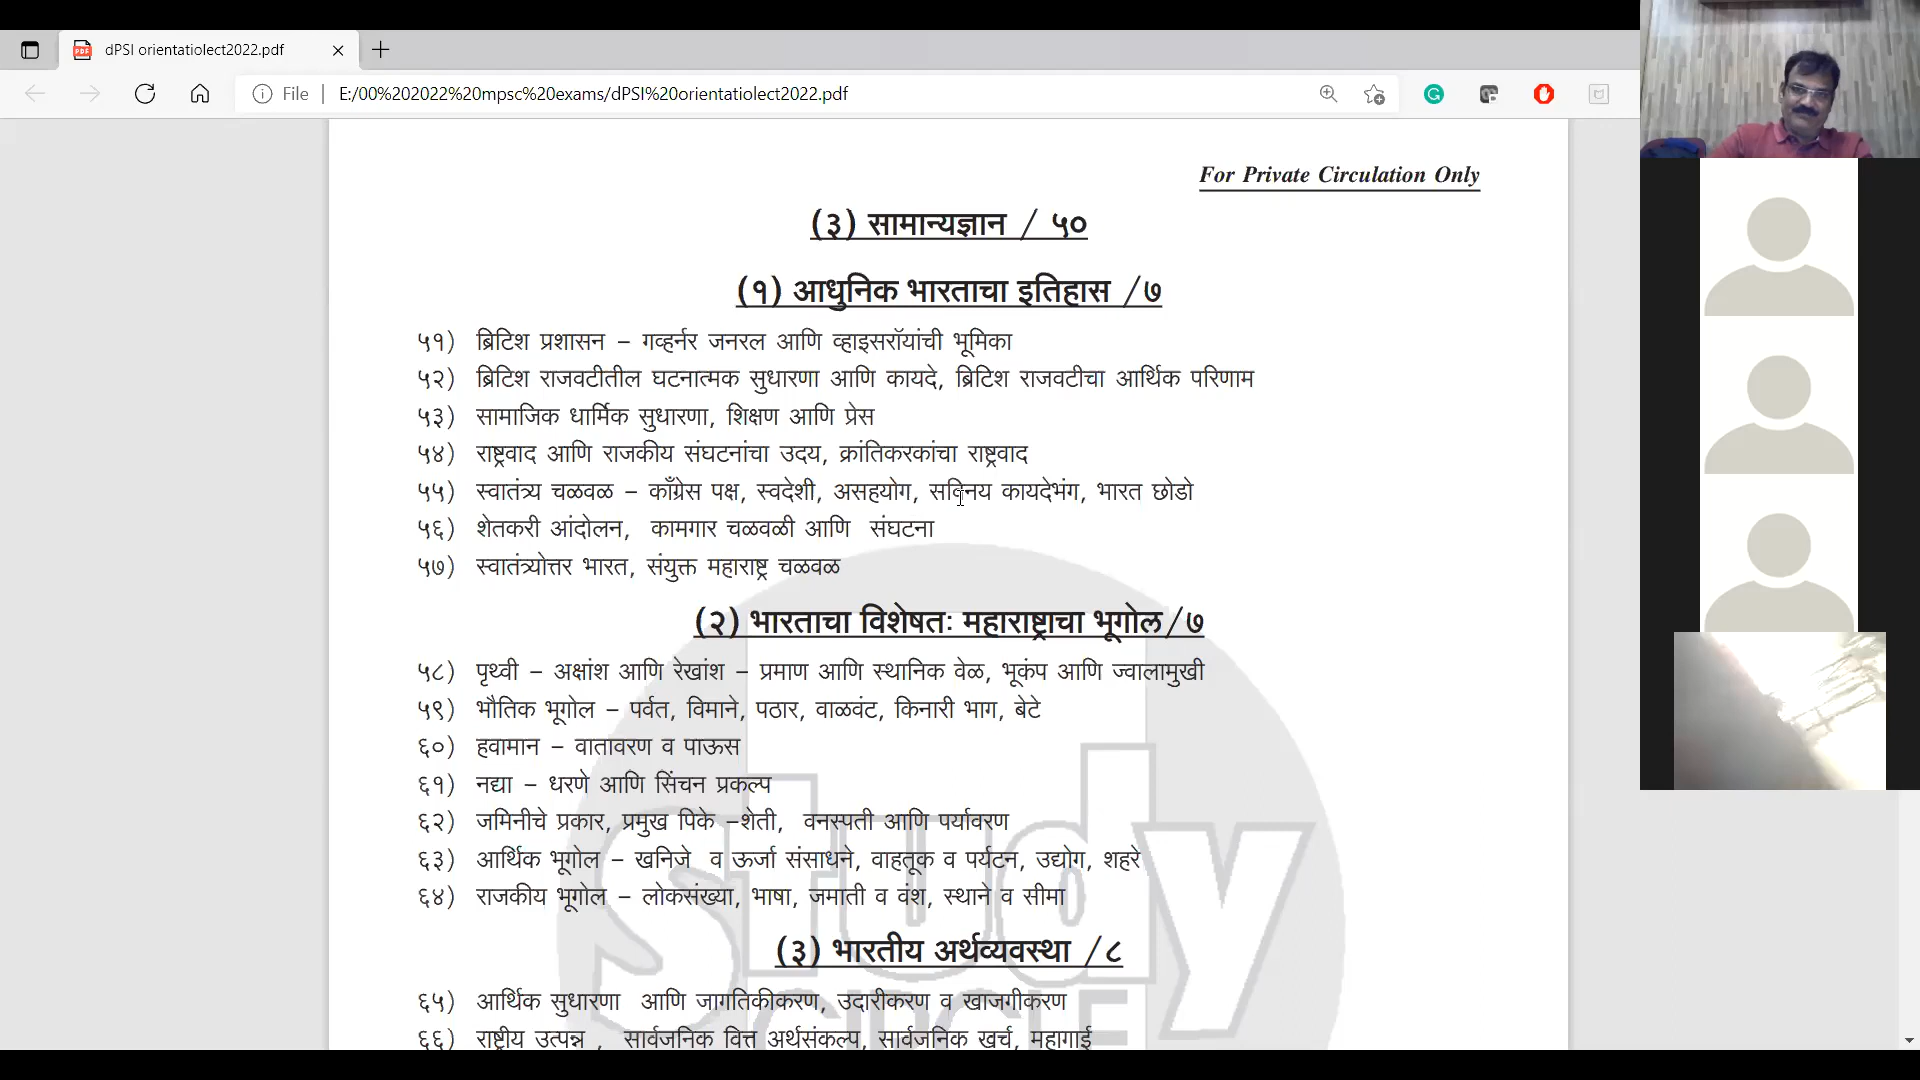 dPSI orientatiolect2022.pdf
File
E:/00%202022%20mpsc%20exams/dPSI%20orientatiolect2022.pdf
For Private Circulation Only
(३) सामान्यज्ञान / ५०
(१) आधुनिक भारताचा इतिहास /७
५१) ब्रिटिश प्रशासन – गव्हर्नर जनरल आणि व्हाइसरॉयांची भूमिका
५२) ब्रिटिश राजवटीतील घटनात्मक सुधारणा आणि कायदे, ब्रिटिश राजवटीचा आर्थिक परिणाम
५३) सामाजिक धार्मिक सुधारणा, शिक्षण आणि प्रेस
५४) राष्ट्रवाद आणि राजकीय संघटनांचा उदय, क्रांतिकरकांचा राष्ट्रवाद
५५) स्वातंत्र्य चळवळ – काँग्रेस पक्ष, स्वदेशी, असहयोग, सविनय कायदेभंग, भारत छोडो
५६) शेतकरी आंदोलन, कामगार चळवळी आणि संघटना
५७) स्वातंत्र्योत्तर भारत, संयुक्त महाराष्ट्र चळवळ
(२) भारताचा विशेषतः महाराष्ट्राचा भूगोल/७
५८) पृथ्वी – अक्षांश आणि रेखांश – प्रमाण आणि स्थानिक वेळ, भूकंप आणि ज्वालामुखी
५९) भौतिक भूगोल – पर्वत, विमाने, पठार, वाळवंट, किनारी भाग, बेटे
६०) हवामान – वातावरण व पाऊस
६१) नद्या – धरणे आणि सिंचन प्रकल्प
६२) जमिनीचे प्रकार, प्रमुख पिके –शेती, वनस्पती आणि पर्यावरण
६३) आर्थिक भूगोल – खनिजे व ऊर्जा संसाधने, वाहतूक व पर्यटन, उद्योग, शहरे
६४) राजकीय भूगोल – लोकसंख्या, भाषा, जमाती व वंश, स्थाने व सीमा
(३) भारतीय अर्थव्यवस्था /८
६५) आर्थिक सुधारणा आणि जागतिकीकरण, उदारीकरण व खाजगीकरण
६६) राष्ट्रीय उत्पन्न , सार्वजनिक वित्त अर्थसंकल्प, सार्वजनिक खर्च, महागाई
Study
CIRCLE